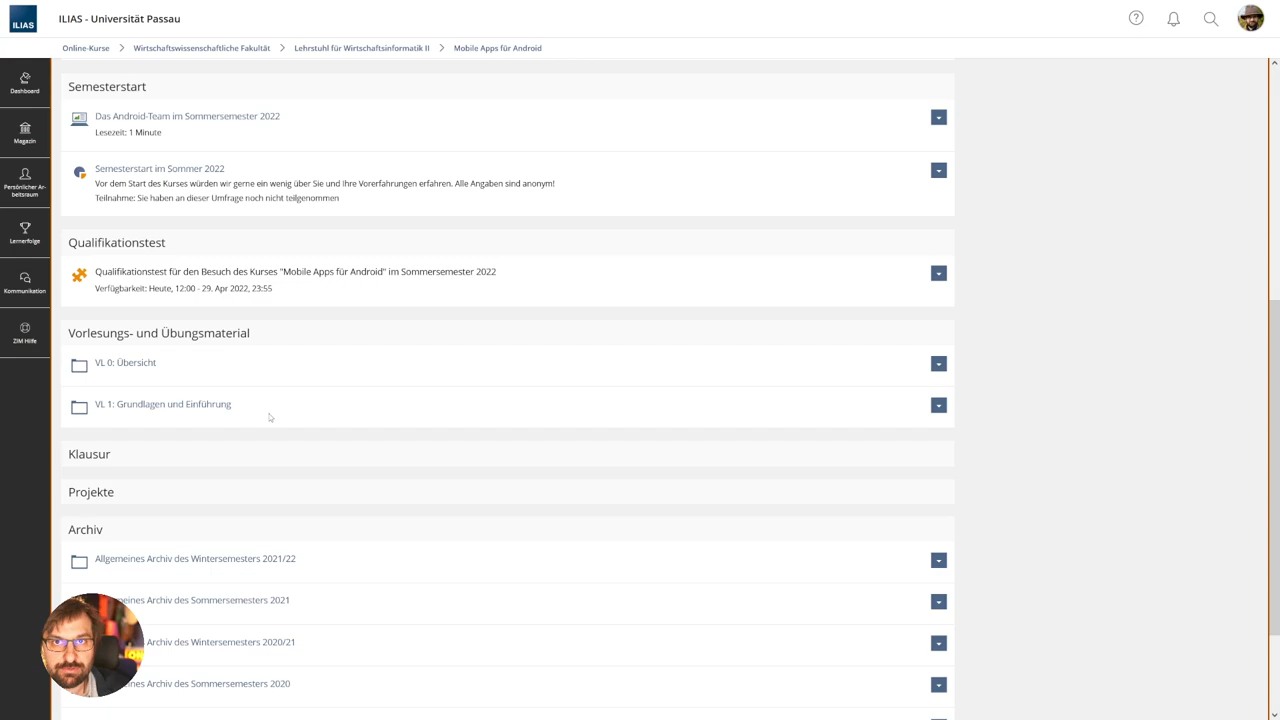 ILIAS
ILIAS - Universität Passau
Online-Kurse
Wirtschaftswissenschaftliche Fakultät
Lehrstuhl für Wirtschaftsinformatik II
Mobile Apps für Android
Dashboard
Magazin
Persönlicher Ar-
beitsraum
Lernerfolge
Kommunikation
ZIM Hilfe
Semesterstart
Das Android-Team im Sommersemester 2022
Lesezeit: 1 Minute
Semesterstart im Sommer 2022
Vor dem Start des Kurses würden wir gerne ein wenig über Sie und Ihre Vorerfahrungen erfahren. Alle Angaben sind anonym!
Teilnahme: Sie haben an dieser Umfrage noch nicht teilgenommen
Qualifikationstest
Qualifikationstest für den Besuch des Kurses "Mobile Apps für Android" im Sommersemester 2022
Verfügbarkeit: Heute, 12:00 - 29. Apr 2022, 23:55
Vorlesungs- und Übungsmaterial
VL 0: Übersicht
VL 1: Grundlagen und Einführung
Klausur
Projekte
Archiv
Allgemeines Archiv des Wintersemesters 2021/22
Archiv des Sommersemesters 2021
Archiv des Wintersemesters 2020/21
Archiv des Sommersemesters 2020